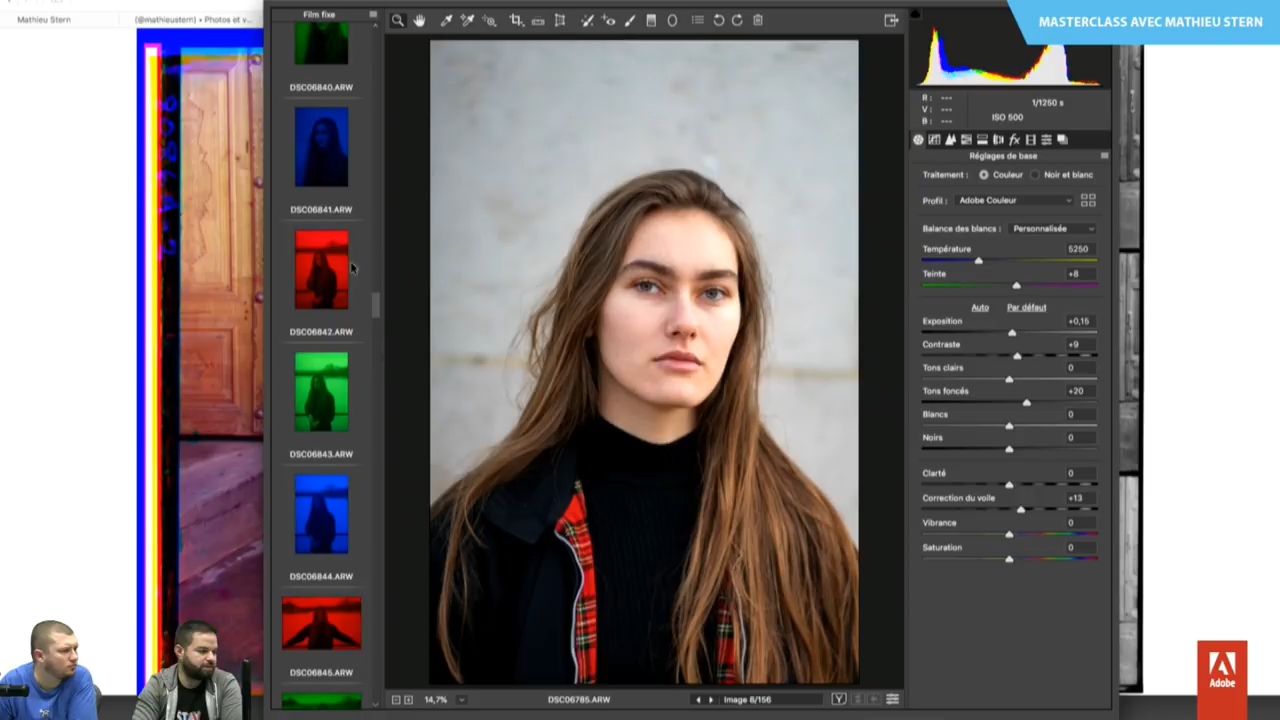 Mathieu Stern
(@mathieustern) • Photos et v...
MASTERCLASS AVEC MATHIEU STERN
Film fixe
DSC06840.ARW
DSC06841.ARW
DSC06842.ARW
DSC06843.ARW
DSC06844.ARW
DSC06845.ARW
R : ---
V : ---
B : ---
1/1250 s
ISO 500
fx
Réglages de base
Traitement : Couleur Noir et blanc
Profil : Adobe Couleur
Balance des blancs : Personnalisée
Température 5250
Teinte +8
Auto Par défaut
Exposition +0,15
Contraste +9
Tons clairs 0
Tons foncés +20
Blancs 0
Noirs 0
Clarté 0
Correction du voile +13
Vibrance 0
Saturation 0
14,7%
DSC06785.ARW
Image 8/156
Y
Adobe